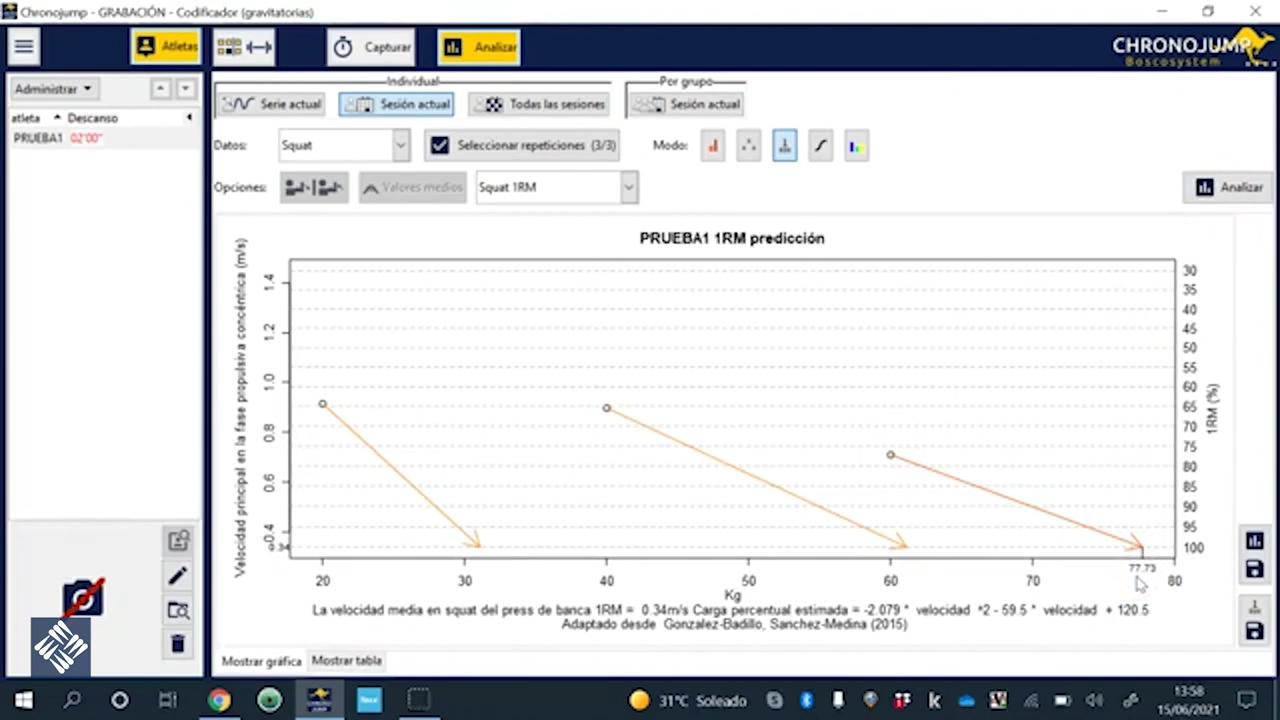 Chronojump - GRABACIÓN - Codificador (gravitatorias)
Atletas
Capturar
Analizar
CHRONOJUMP
Boscosystem
Administrar
atleta Descanso
PRUEBA1 02'00"
Individual
Por grupo
Serie actual
Sesión actual
Todas las sesiones
Sesión actual
Datos:
Squat
Seleccionar repeticiones (3/3)
Modo:
Opciones:
Valores medios
Squat 1RM
Analizar
PRUEBA1 1RM predicción
Velocidad principal en la fase propulsiva concéntrica (m/s)
1.4
1.2
1.0
0.8
0.6
0.4
0.34
30
35
40
45
50
55
60
65
70
75
80
85
90
95
100
1RM (%)
77.73
20 30 40 50 60 70 80
Kg
La velocidad media en squat del press de banca 1RM = 0.34m/s Carga percentual estimada = -2.079 * velocidad ^2 - 59.5 * velocidad + 120.5
Adaptado desde Gonzalez-Badillo, Sanchez-Medina (2015)
Mostrar gráfica
Mostrar tabla
31°C Soleado
13:58
15/06/2021